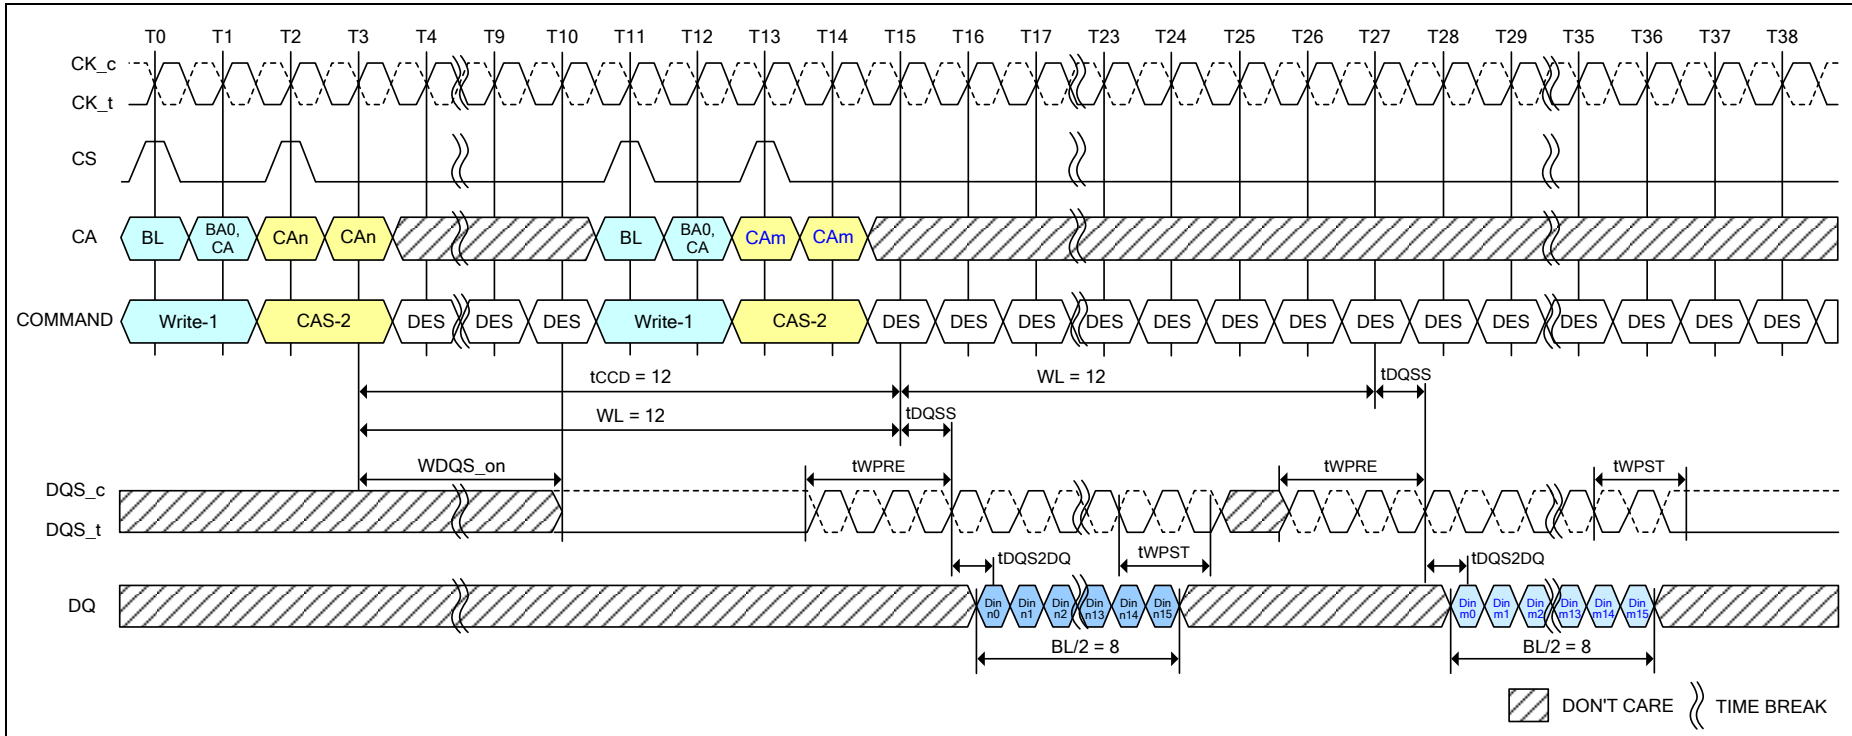 T0 T1 T2 T3 T4 T9 T10 T11 T12 T13 T14 T15 T16 T17 T23 T24 T25 T26 T27 T28 T29 T35 T36 T37 T38
CK_c
CK_t
CS
CA BL BA0, CA CAn CAn BL BA0, CA CAm CAm
COMMAND Write-1 CAS-2 DES DES DES Write-1 CAS-2 DES DES DES DES DES DES DES DES DES DES DES DES DES DES
tCCD = 12 WL = 12 tDQSS
WL = 12 tDQSS
WDQS_on tWPRE tWPRE tWPST
DQS_c
DQS_t
tDQS2DQ tWPST tDQS2DQ
DQ Din n0 Din n1 Din n2 Din n13 Din n14 Din n15 Din m0 Din m1 Din m2 Din m13 Din m14 Din m15
BL/2 = 8 BL/2 = 8
DON'T CARE TIME BREAK